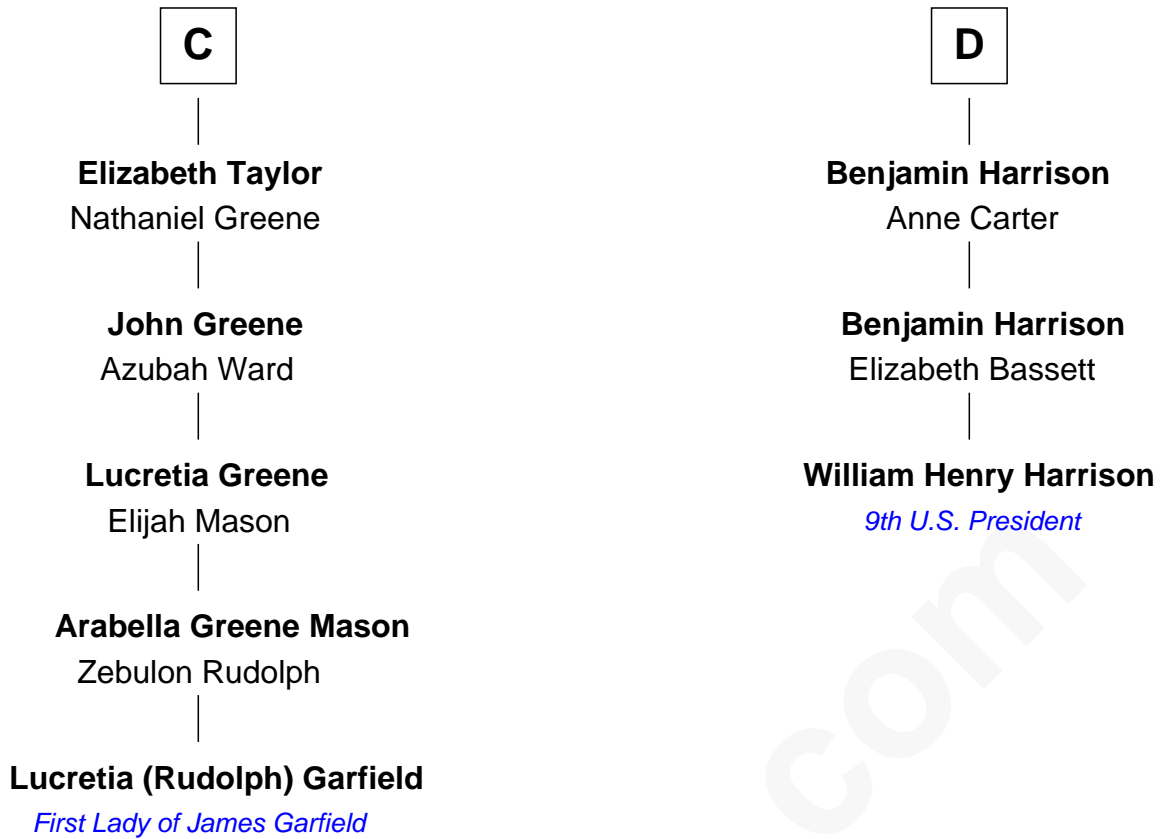 C
Elizabeth Taylor
Nathaniel Greene
John Greene
Azubah Ward
Lucretia Greene
Elijah Mason
Arabella Greene Mason
Zebulon Rudolph
Lucretia (Rudolph) Garfield
First Lady of James Garfield
D
Benjamin Harrison
Anne Carter
Benjamin Harrison
Elizabeth Bassett
William Henry Harrison
9th U.S. President
com